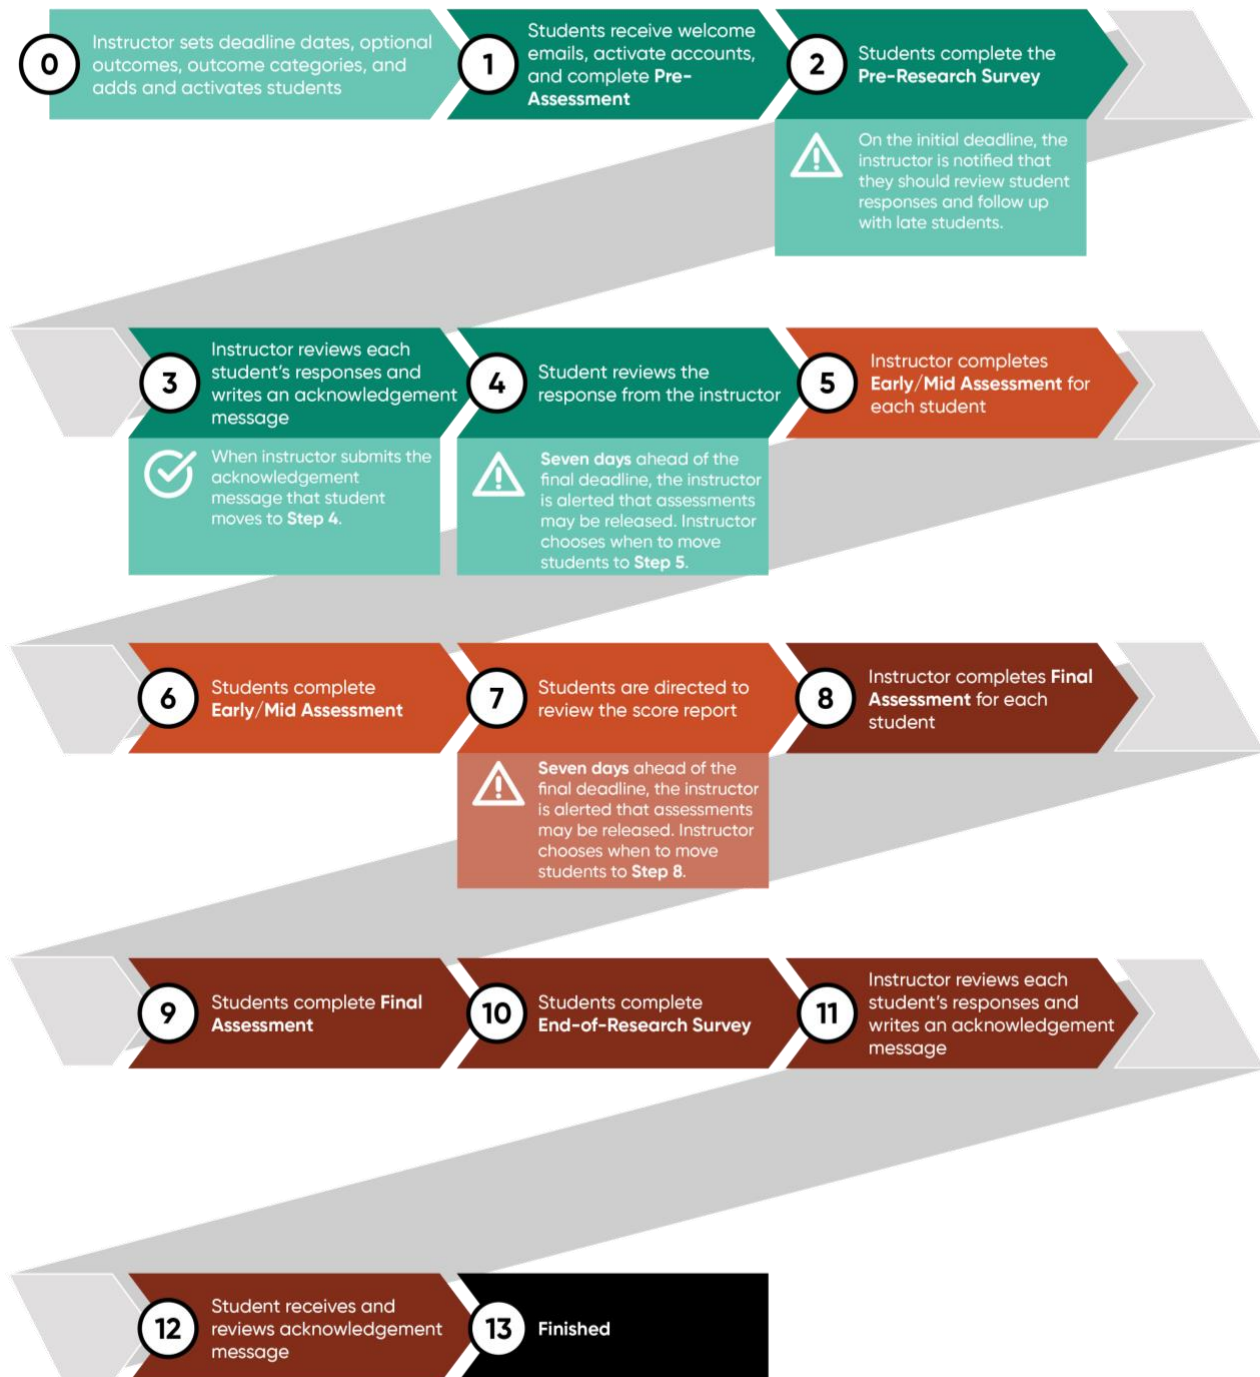 0
Instructor sets deadline dates, optional
outcomes, outcome categories, and
adds and activates students
1
Students receive welcome
emails, activate accounts,
and complete Pre-
Assessment
2
Students complete the
Pre-Research Survey
On the initial deadline, the
instructor is notified that
they should review student
responses and follow up
with late students.
3
Instructor reviews each
student's responses and
writes an acknowledgement
message
When instructor submits the
acknowledgement
message that student
moves to Step 4.
4
Student reviews the
response from the instructor
Seven days ahead of the
final deadline, the instructor
is alerted that assessments
may be released. Instructor
chooses when to move
students to Step 5.
5
Instructor completes
Early/Mid Assessment for
each student
6
Students complete
Early/Mid Assessment
7
Students are directed to
review the score report
Seven days ahead of the
final deadline, the instructor
is alerted that assessments
may be released. Instructor
chooses when to move
students to Step 8.
8
Instructor completes Final
Assessment for each
student
9
Students complete Final
Assessment
10
Students complete
End-of-Research Survey
11
Instructor reviews each
student's responses and
writes an acknowledgement
message
12
Student receives and
reviews acknowledgement
message
13
Finished